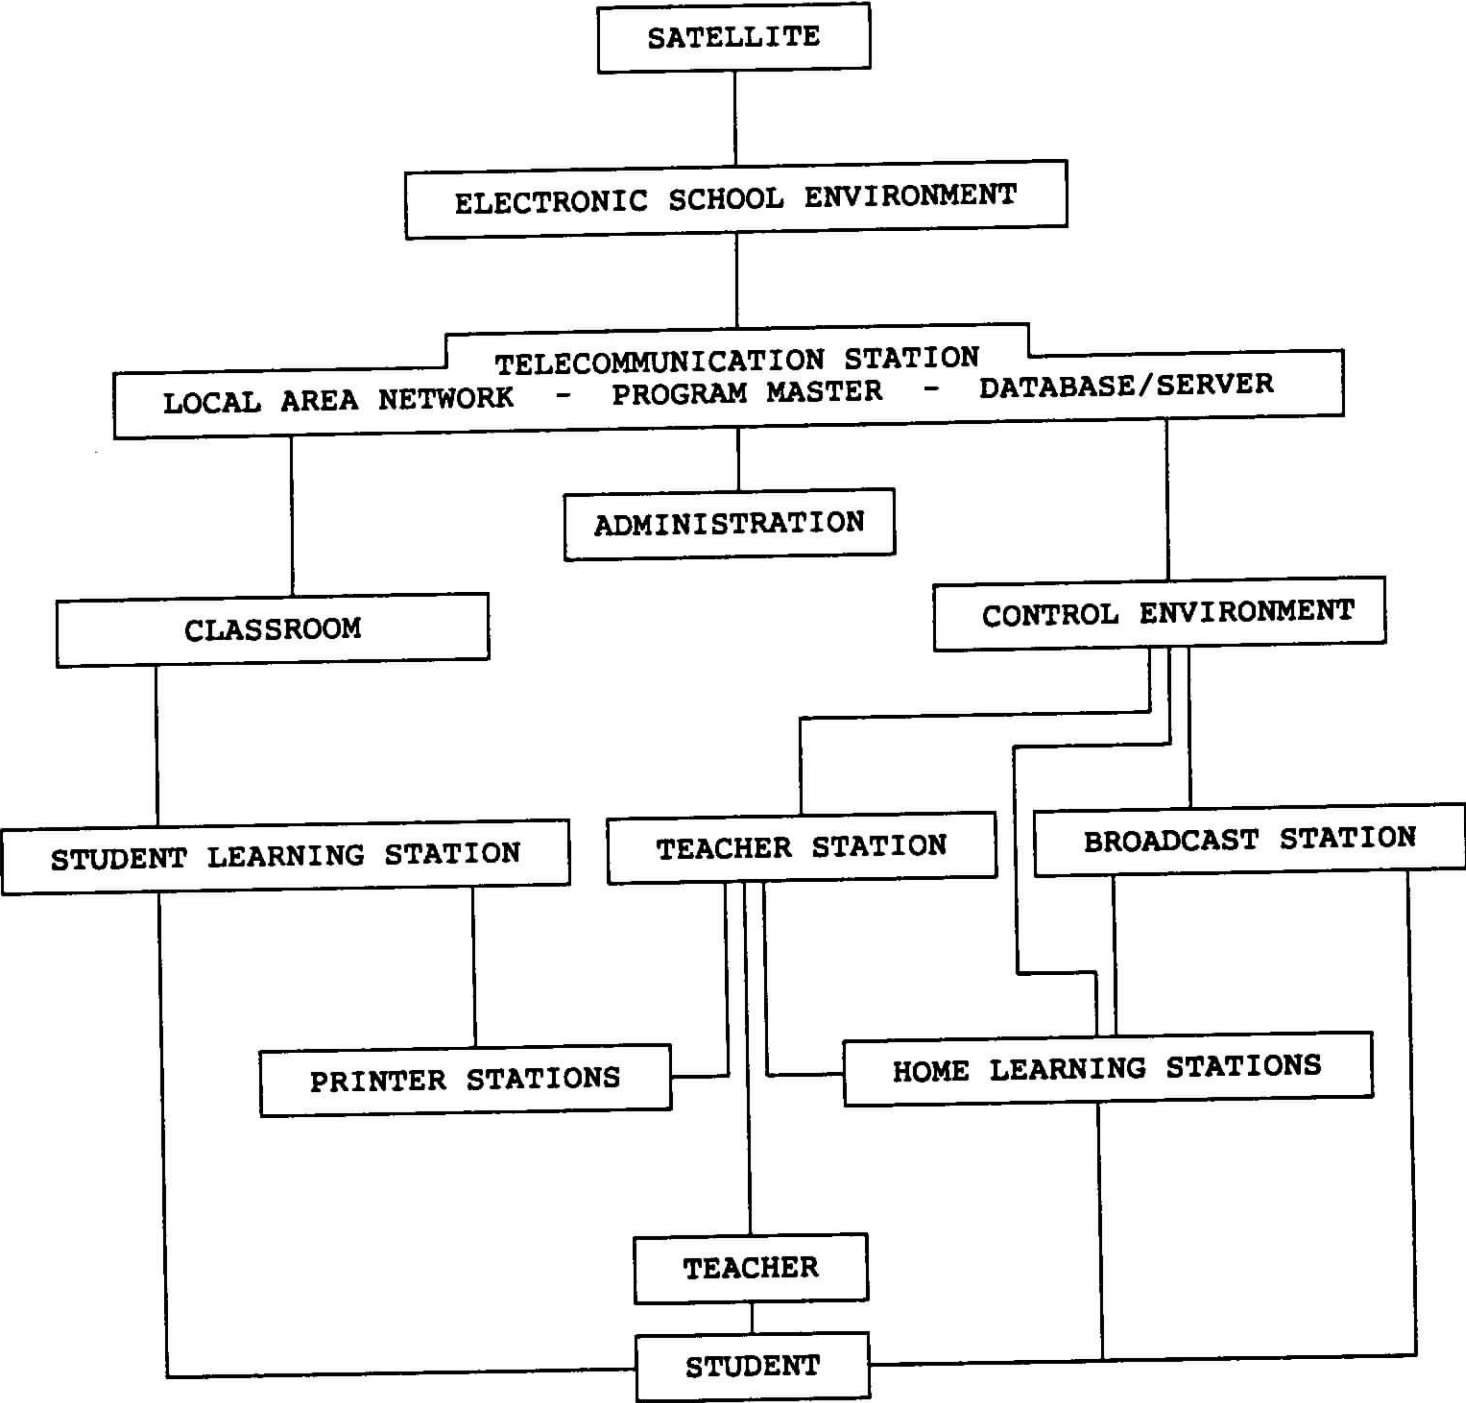 SATELLITE
ELECTRONIC SCHOOL ENVIRONMENT
TELECOMMUNICATION STATION
LOCAL AREA NETWORK - PROGRAM MASTER - DATABASE/SERVER
ADMINISTRATION
CLASSROOM
CONTROL ENVIRONMENT
STUDENT LEARNING STATION
TEACHER STATION
BROADCAST STATION
PRINTER STATIONS
HOME LEARNING STATIONS
TEACHER
STUDENT